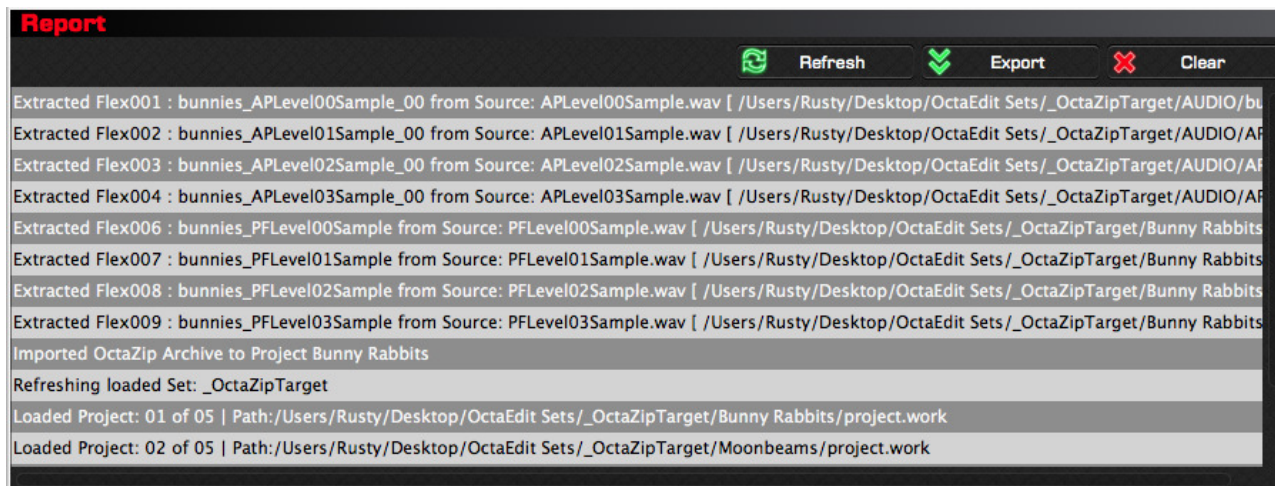 Report
Refresh Export Clear
Extracted Flex001 : bunnies_APLevel00Sample_00 from Source: APLevel00Sample.wav [ /Users/Rusty/Desktop/OctaEdit Sets/_OctaZipTarget/AUDIO/bu
Extracted Flex002 : bunnies_APLevel01Sample_00 from Source: APLevel01Sample.wav [ /Users/Rusty/Desktop/OctaEdit Sets/_OctaZipTarget/AUDIO/AP
Extracted Flex003 : bunnies_APLevel02Sample_00 from Source: APLevel02Sample.wav [ /Users/Rusty/Desktop/OctaEdit Sets/_OctaZipTarget/AUDIO/AP
Extracted Flex004 : bunnies_APLevel03Sample_00 from Source: APLevel03Sample.wav [ /Users/Rusty/Desktop/OctaEdit Sets/_OctaZipTarget/AUDIO/AP
Extracted Flex006 : bunnies_PFLevel00Sample from Source: PFLevel00Sample.wav [ /Users/Rusty/Desktop/OctaEdit Sets/_OctaZipTarget/Bunny Rabbits
Extracted Flex007 : bunnies_PFLevel01Sample from Source: PFLevel01Sample.wav [ /Users/Rusty/Desktop/OctaEdit Sets/_OctaZipTarget/Bunny Rabbits
Extracted Flex008 : bunnies_PFLevel02Sample from Source: PFLevel02Sample.wav [ /Users/Rusty/Desktop/OctaEdit Sets/_OctaZipTarget/Bunny Rabbits
Extracted Flex009 : bunnies_PFLevel03Sample from Source: PFLevel03Sample.wav [ /Users/Rusty/Desktop/OctaEdit Sets/_OctaZipTarget/Bunny Rabbits
Imported OctaZip Archive to Project Bunny Rabbits
Refreshing loaded Set: _OctaZipTarget
Loaded Project: 01 of 05 | Path:/Users/Rusty/Desktop/OctaEdit Sets/_OctaZipTarget/Bunny Rabbits/project.work
Loaded Project: 02 of 05 | Path:/Users/Rusty/Desktop/OctaEdit Sets/_OctaZipTarget/Moonbeams/project.work